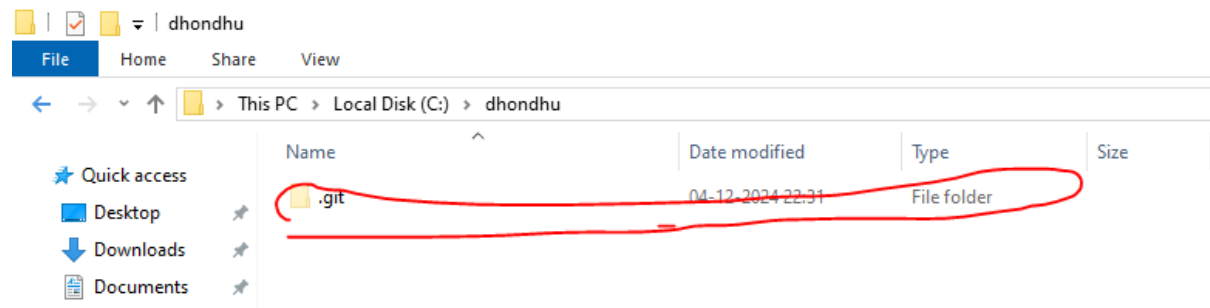 dhondhu
File Home Share View
This PC > Local Disk (C:) > dhondhu
Name Date modified Type Size
Quick access
.git 04-12-2024 22:31 File folder
Desktop
Downloads
Documents